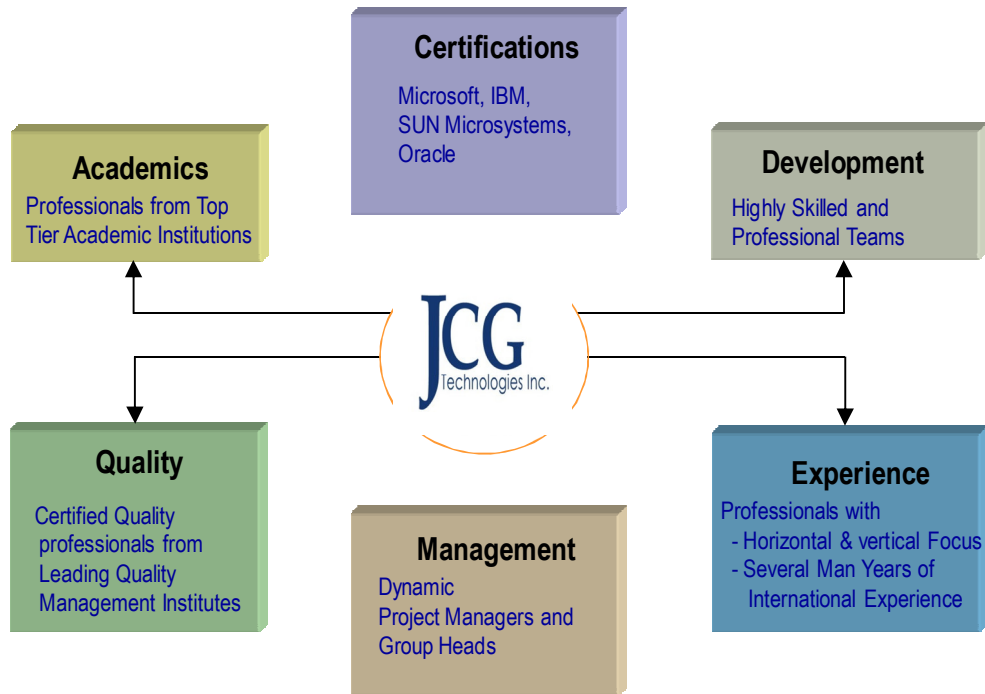 Certifications
Microsoft, IBM,
SUN Microsystems,
Oracle
Academics
Professionals from Top
Tier Academic Institutions
Development
Highly Skilled and
Professional Teams
JCG
Technologies Inc.
Quality
Certified Quality
professionals from
Leading Quality
Management Institutes
Management
Dynamic
Project Managers and
Group Heads
Experience
Professionals with
- Horizontal & vertical Focus
- Several Man Years of
International Experience